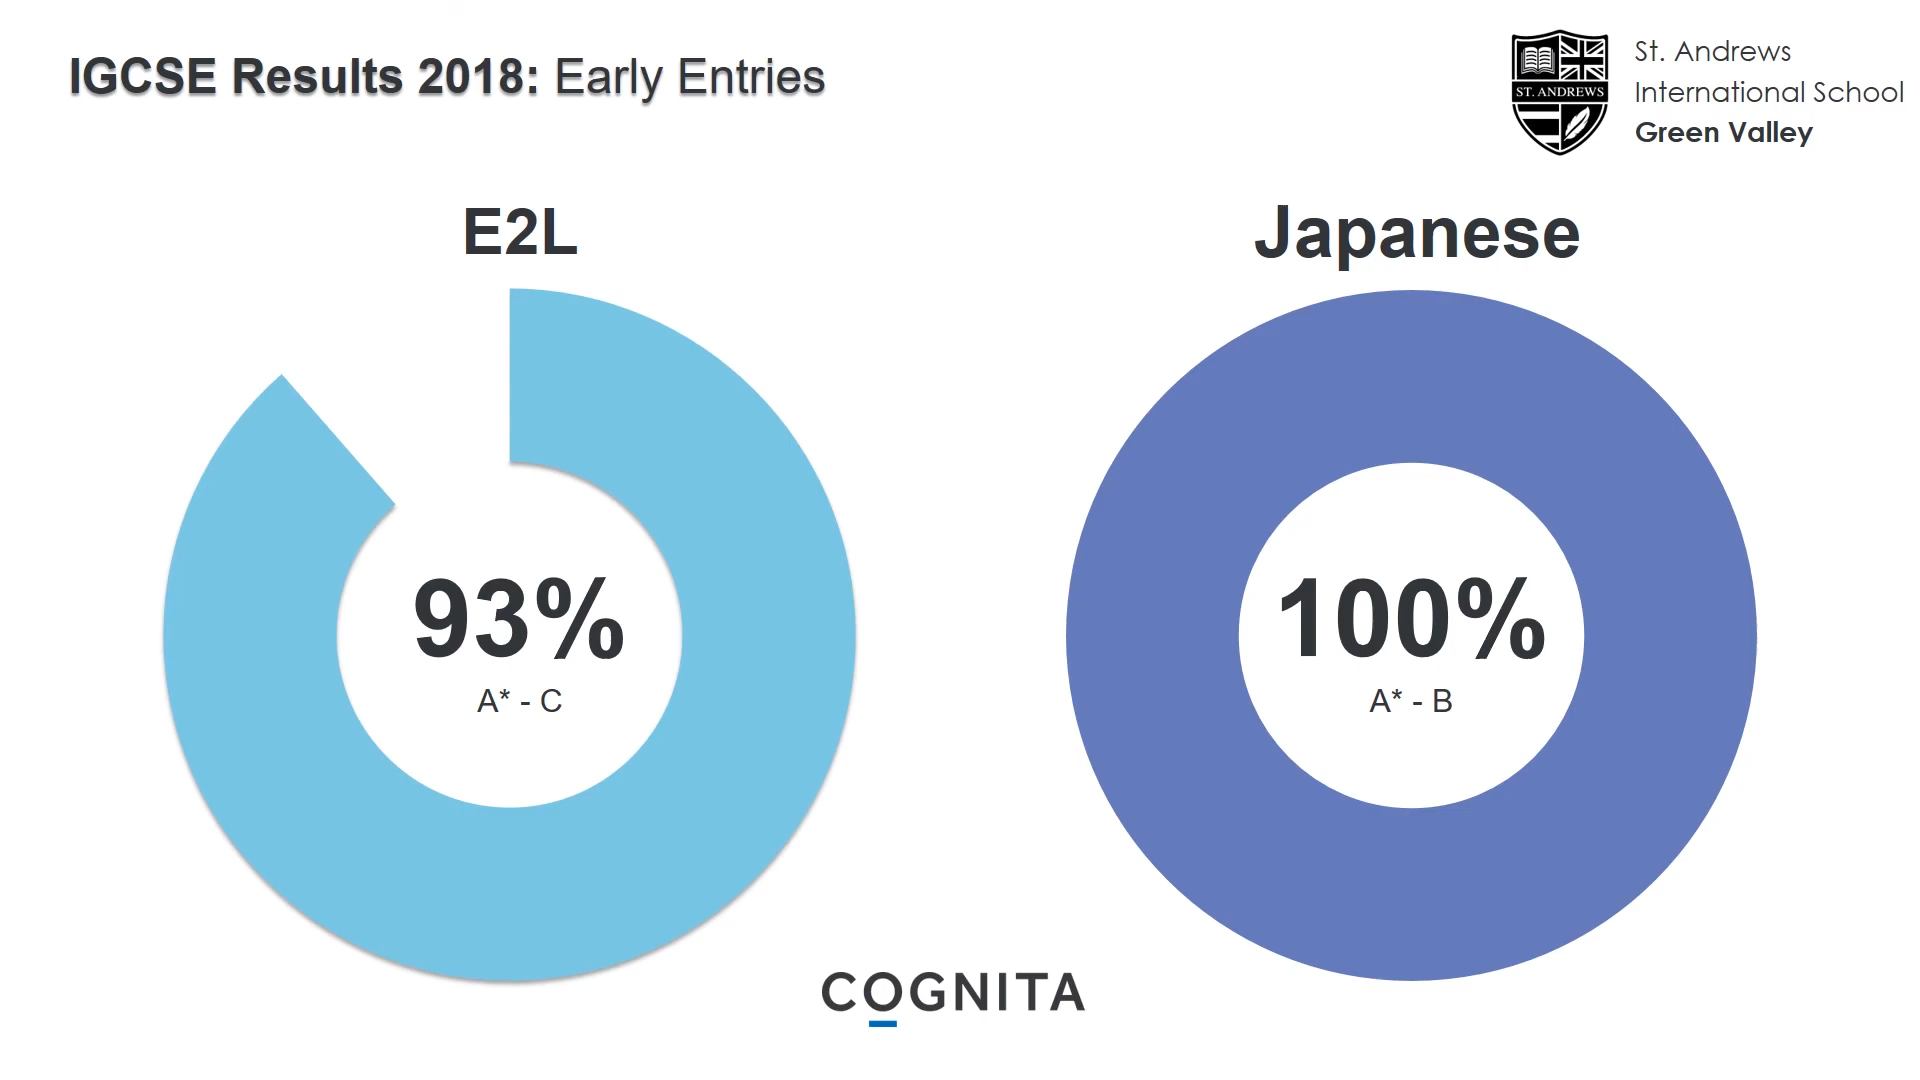 IGCSE Results 2018: Early Entries
ST. ANDREWS
St. Andrews
International School
Green Valley
E2L
Japanese
93%
A* - C
100%
A* - B
COGNITA